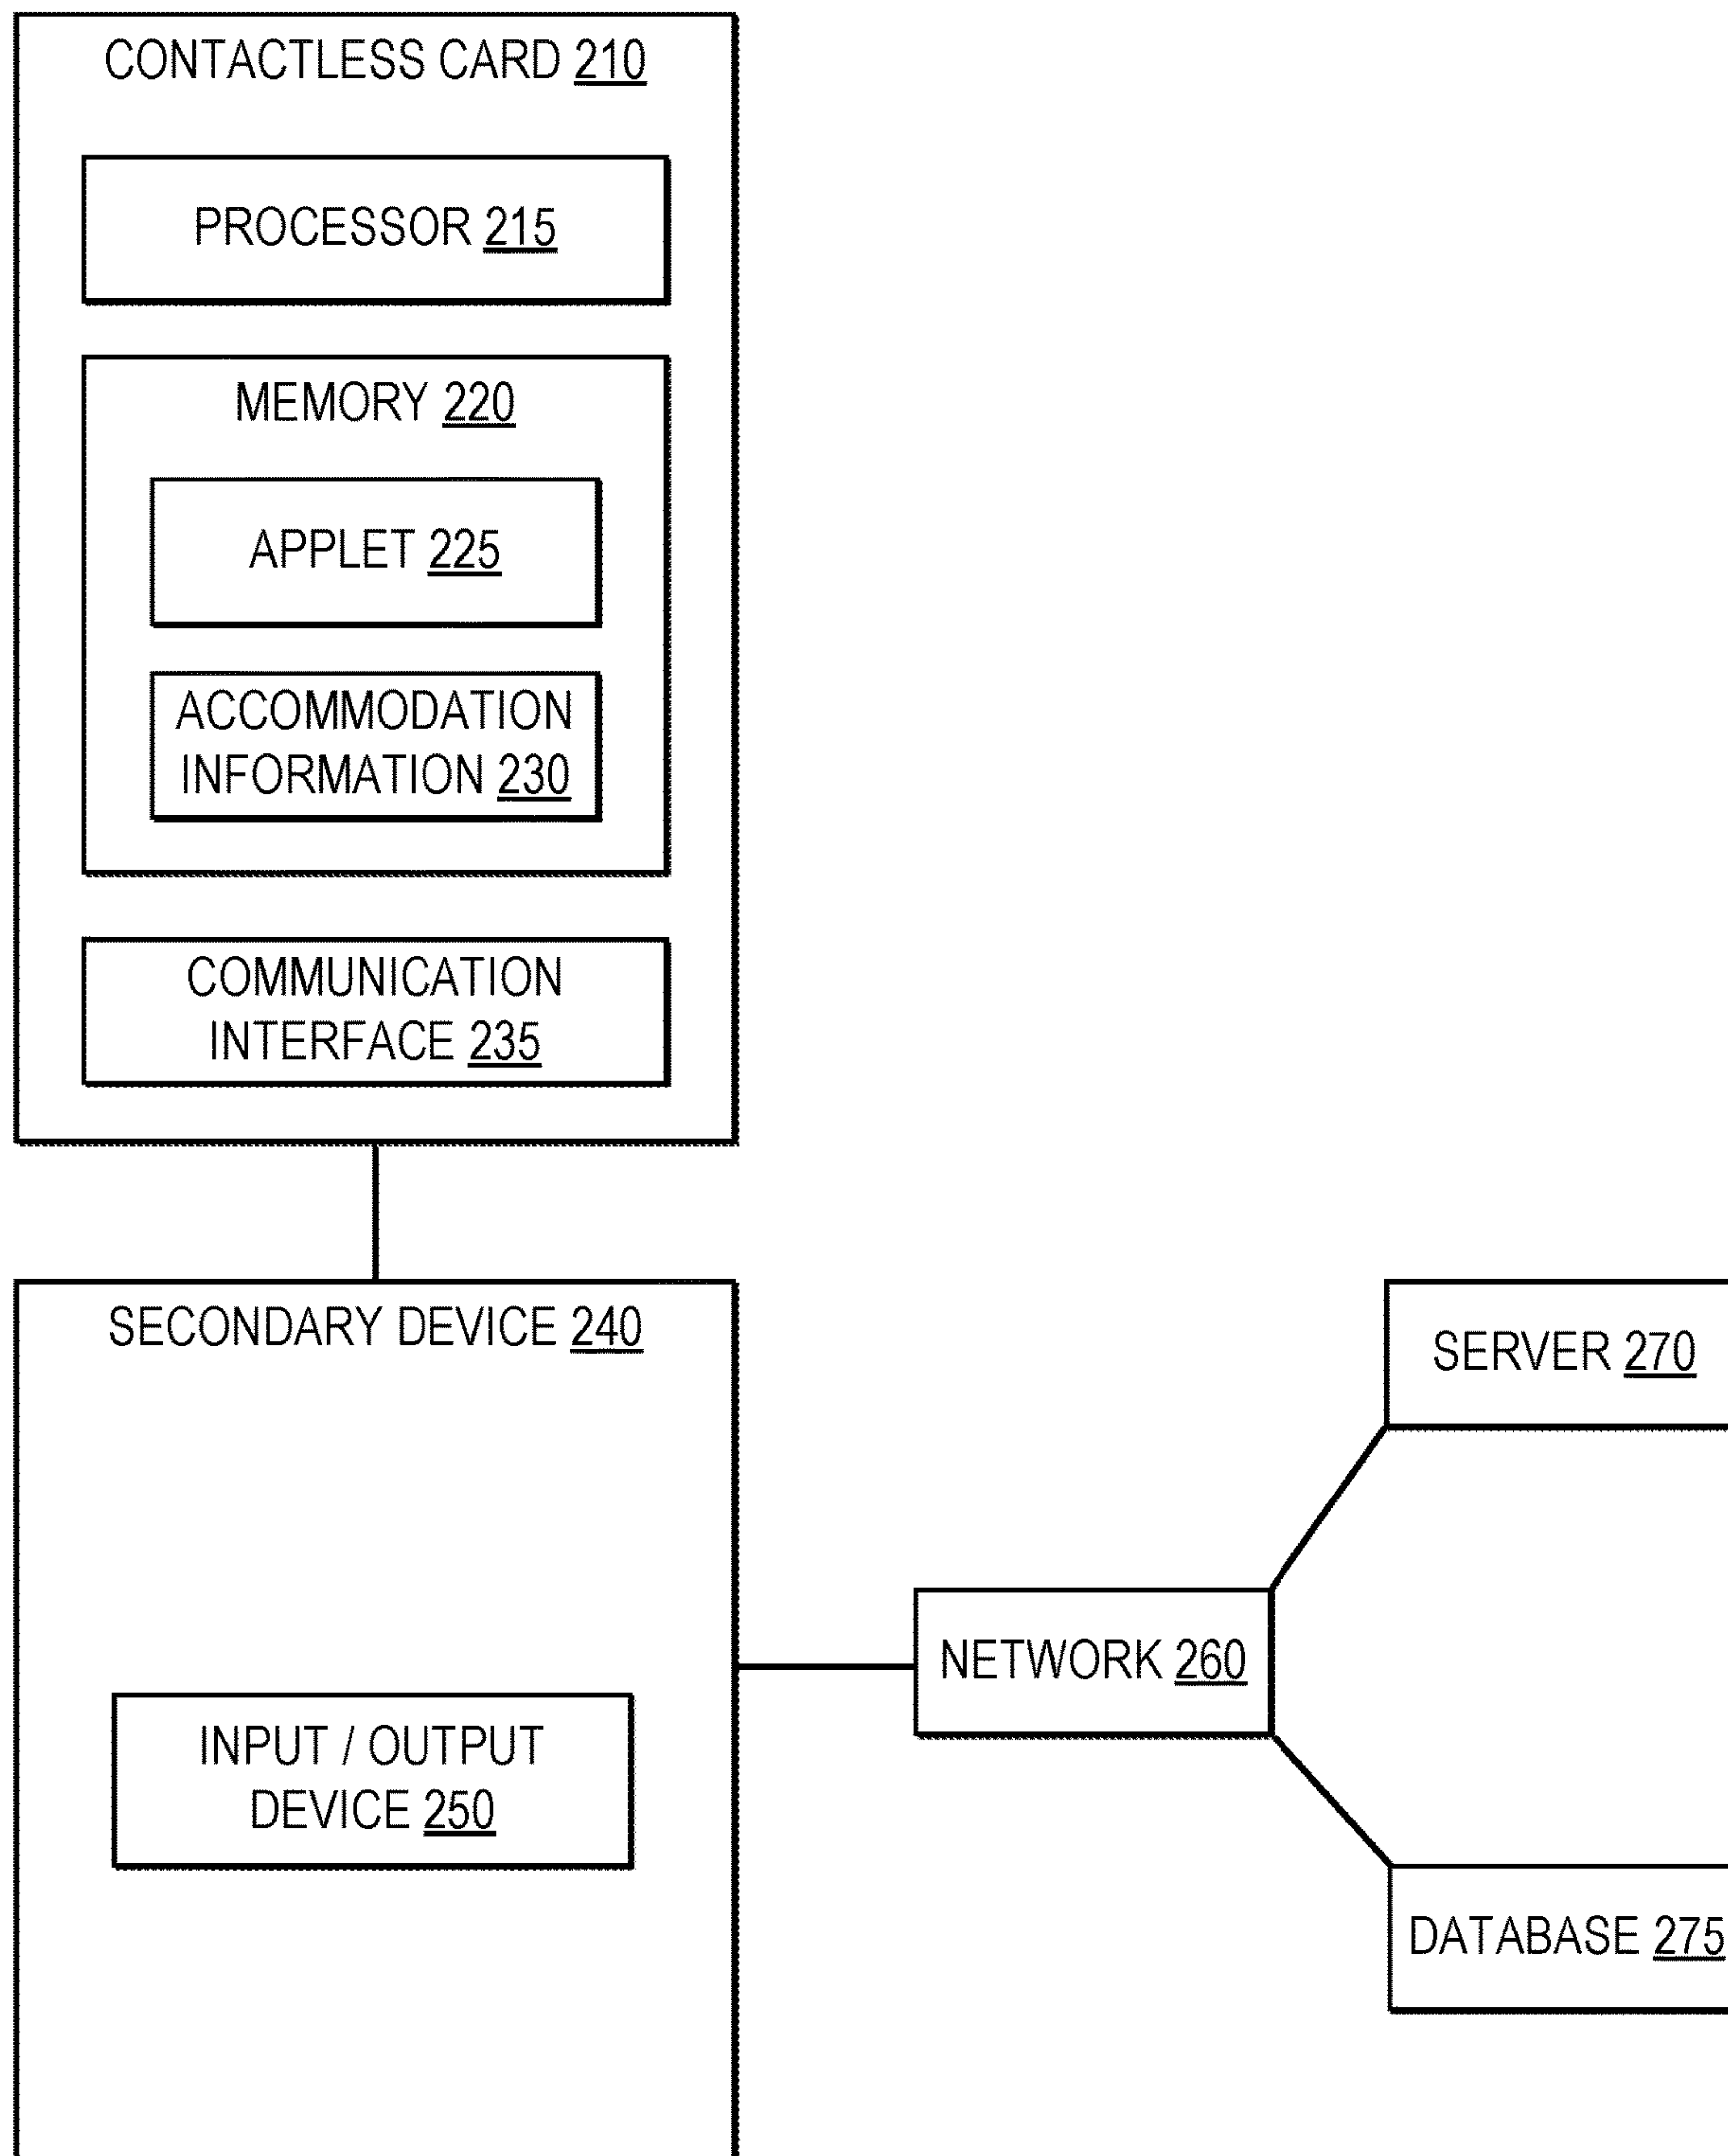 CONTACTLESS CARD 210
PROCESSOR 215
MEMORY 220
APPLET 225
ACCOMMODATION
INFORMATION 230
COMMUNICATION
INTERFACE 235
SECONDARY DEVICE 240
INPUT / OUTPUT
DEVICE 250
NETWORK 260
SERVER 270
DATABASE 275